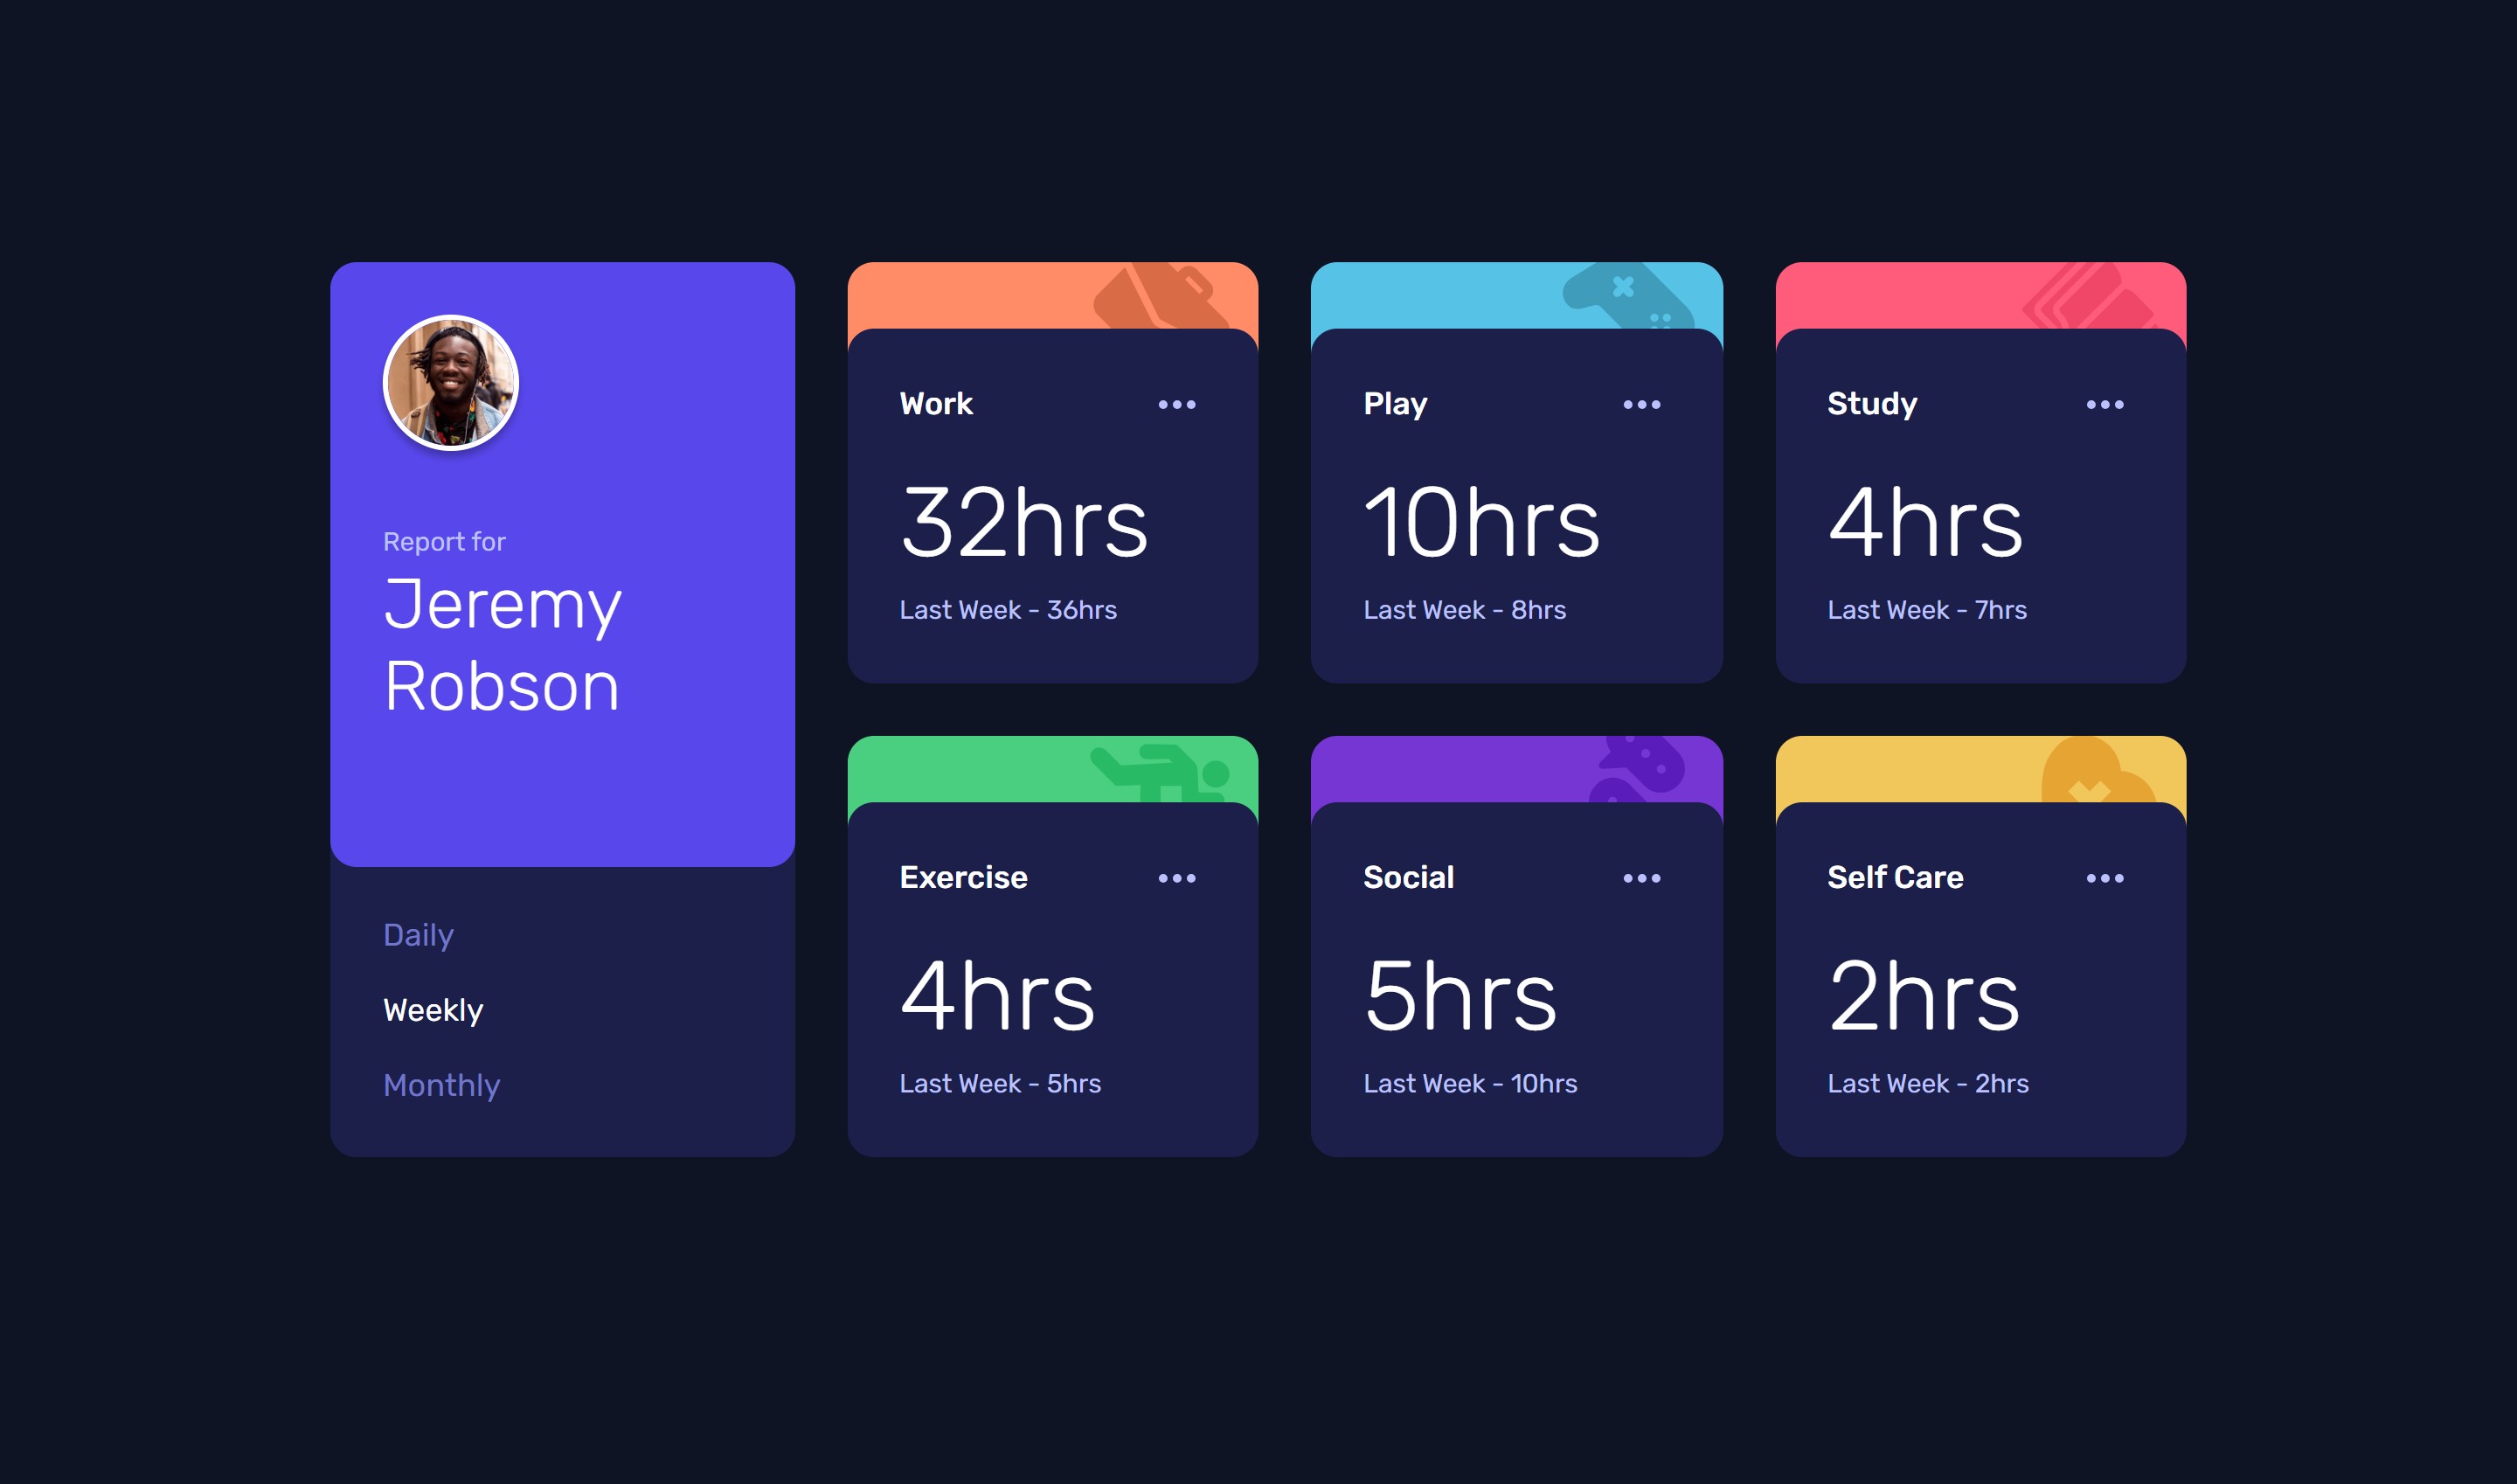 Report for
Jeremy
Robson
Daily
Weekly
Monthly
Work
32hrs
Last Week - 36hrs
Play
10hrs
Last Week - 8hrs
Study
4hrs
Last Week - 7hrs
Exercise
4hrs
Last Week - 5hrs
Social
5hrs
Last Week - 10hrs
Self Care
2hrs
Last Week - 2hrs